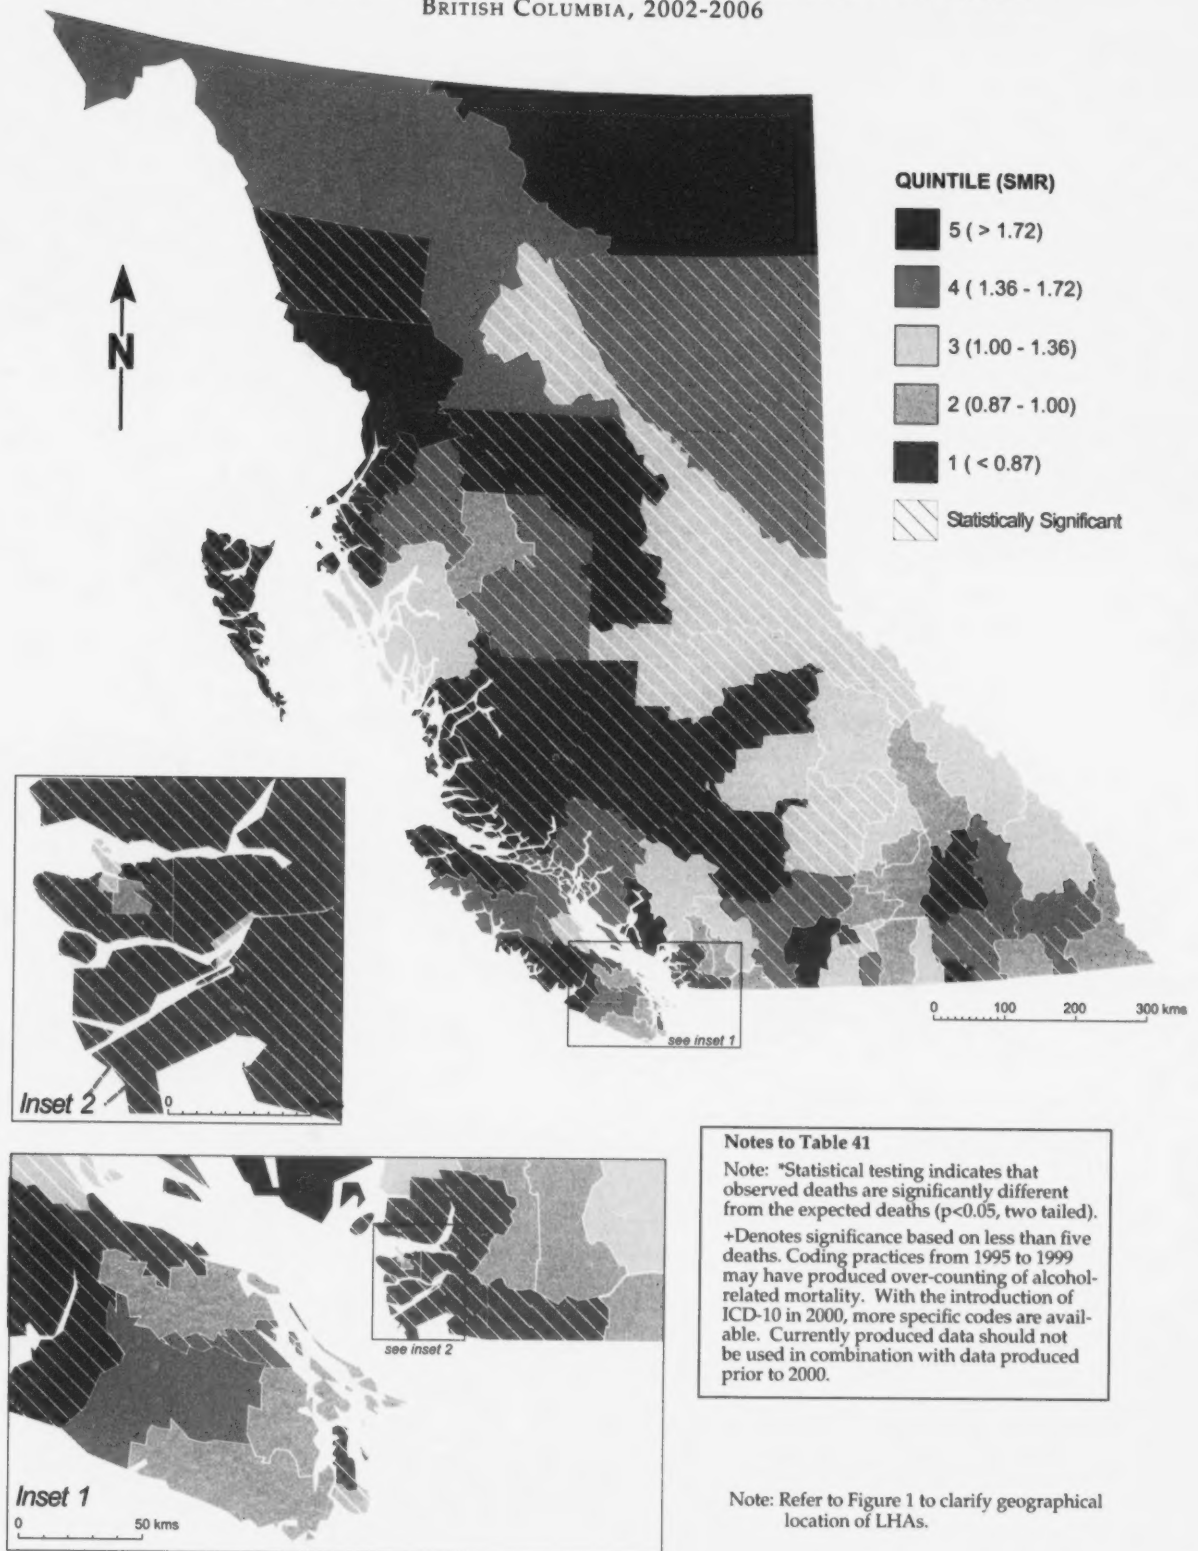 BRITISH COLUMBIA, 2002-2006
QUINTILE (SMR)
5 ( > 1.72)
4 ( 1.36 - 1.72)
3 (1.00 - 1.36)
2 (0.87 - 1.00)
1 ( < 0.87)
Statistically Significant
N
0 100 200 300 kms
see inset 1
Inset 2
0
Notes to Table 41
Note: *Statistical testing indicates that
observed deaths are significantly different
from the expected deaths (p<0.05, two tailed).
+Denotes significance based on less than five
deaths. Coding practices from 1995 to 1999
may have produced over-counting of alcohol-
related mortality. With the introduction of
ICD-10 in 2000, more specific codes are avail-
able. Currently produced data should not
be used in combination with data produced
prior to 2000.
see inset 2
Inset 1
0 50 kms
Note: Refer to Figure 1 to clarify geographical
location of LHAs.